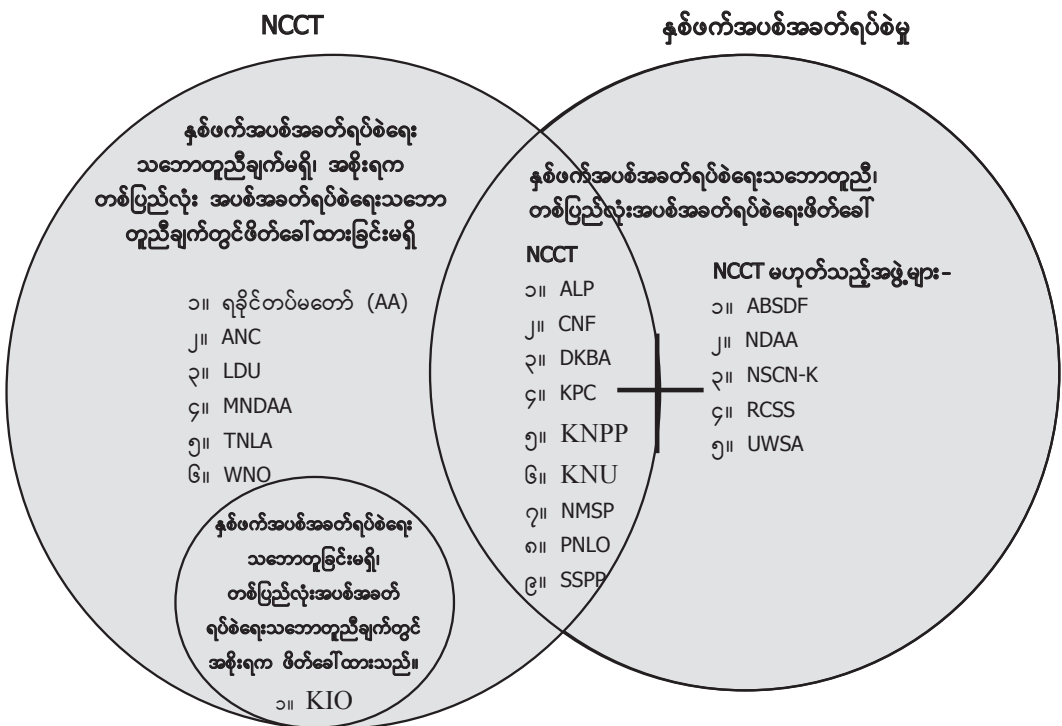 NCCT
နှစ်ဖက်အပစ်အခတ်ရပ်စဲမှု
နှစ်ဖက်အပစ်အခတ်ရပ်စဲရေး
သဘောတူညီချက်မရှိ၊ အစိုးရက
တစ်ပြည်လုံး အပစ်အခတ်ရပ်စဲရေးသဘော
တူညီချက်တွင်ဖိတ်ခေါ်ထားခြင်းမရှိ
၁။ ရခိုင်တပ်မတော် (AA)
၂။ ANC
၃။ LDU
၄။ MNDAA
၅။ TNLA
၆။ WNO
နှစ်ဖက်အပစ်အခတ်ရပ်စဲရေး
သဘောတူခြင်းမရှိ၊
တစ်ပြည်လုံးအပစ်အခတ်
ရပ်စဲရေးသဘောတူညီချက်တွင်
အစိုးရက ဖိတ်ခေါ်ထားသည်။
၁။ KIO
နှစ်ဖက်အပစ်အခတ်ရပ်စဲရေးသဘောတူညီ၊
တစ်ပြည်လုံးအပစ်အခတ်ရပ်စဲရေးဖိတ်ခေါ်
NCCT
၁။ ALP
၂။ CNF
၃။ DKBA
၄။ KPC
၅။ KNPP
၆။ KNU
၇။ NMSP
၈။ PNLO
၉။ SSPP
NCCT မဟုတ်သည့်အဖွဲ့များ-
၁။ ABSDF
၂။ NDAA
၃။ NSCN-K
၄။ RCSS
၅။ UWSA